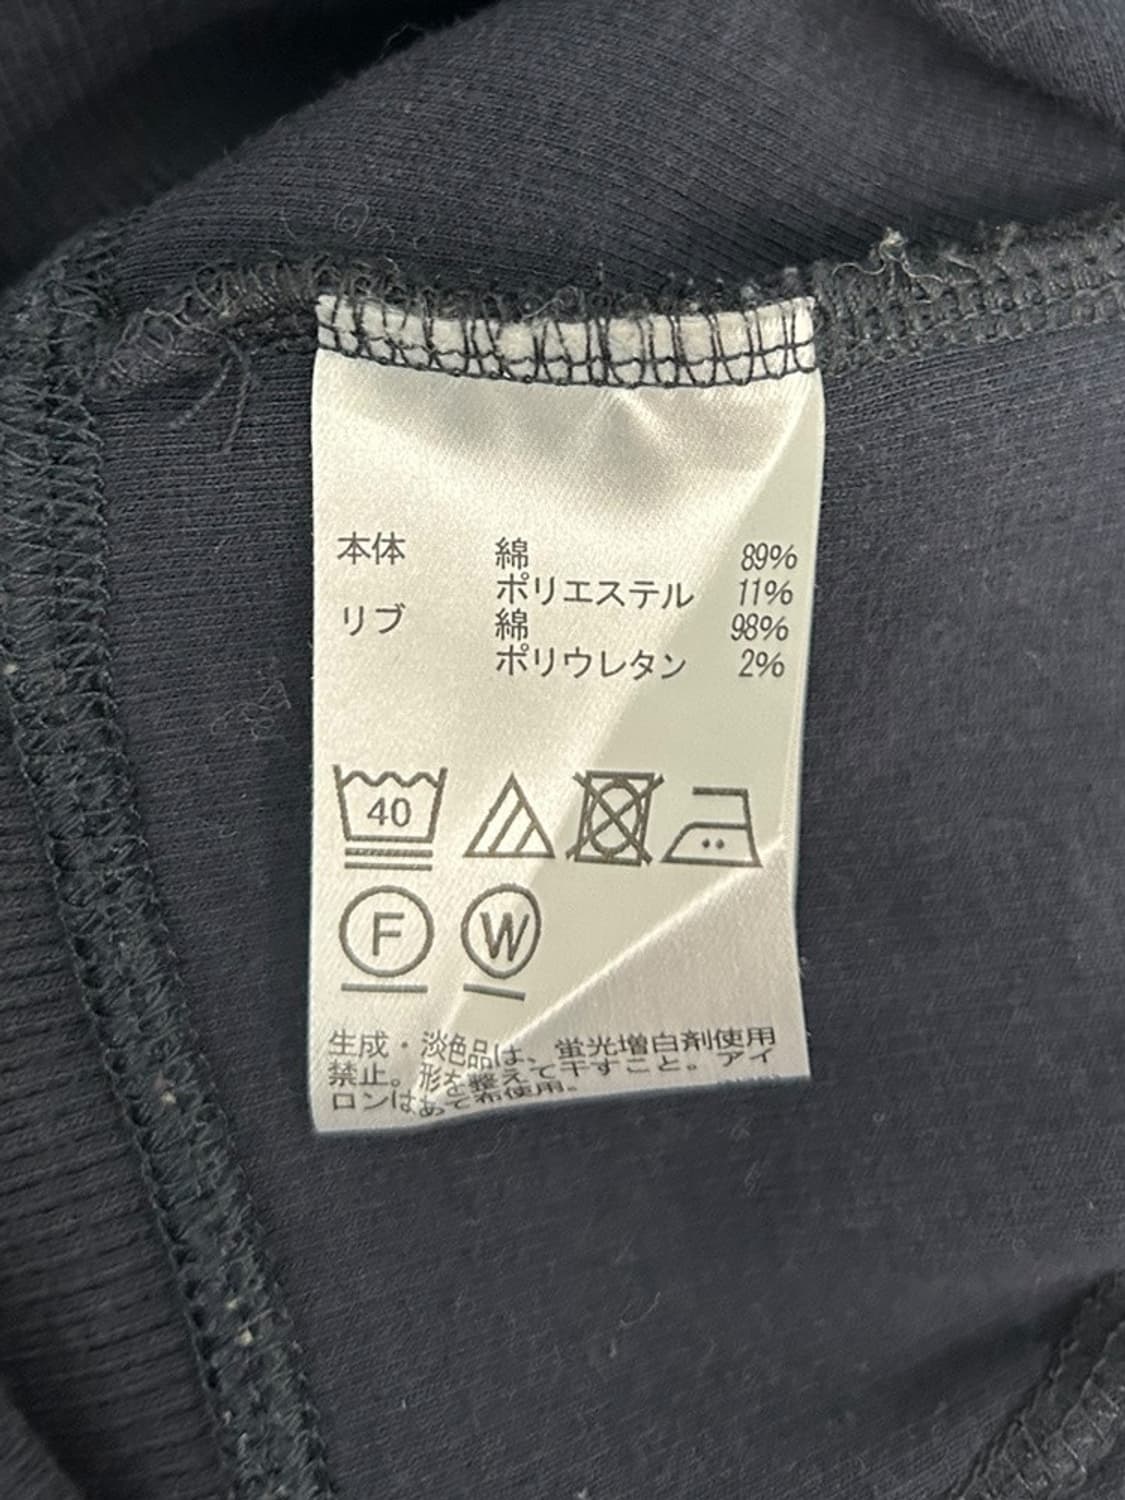 本体 綿 89%
ポリエステル 11%
リブ 綿 98%
ポリウレタン 2%
40
F W
生成・淡色品は、蛍光増白剤使用
禁止。形を整えて干すこと。アイ
ロンはあて布使用。